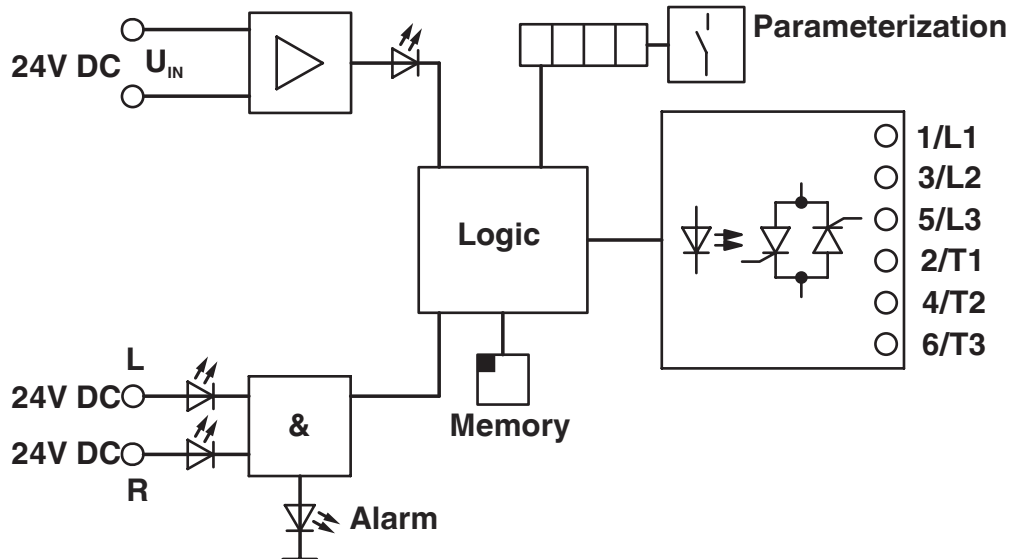 Parameterization
24V DC
U_IN
1/L1
3/L2
5/L3
2/T1
4/T2
6/T3
Logic
Memory
L
24V DC
&
24V DC
R
Alarm